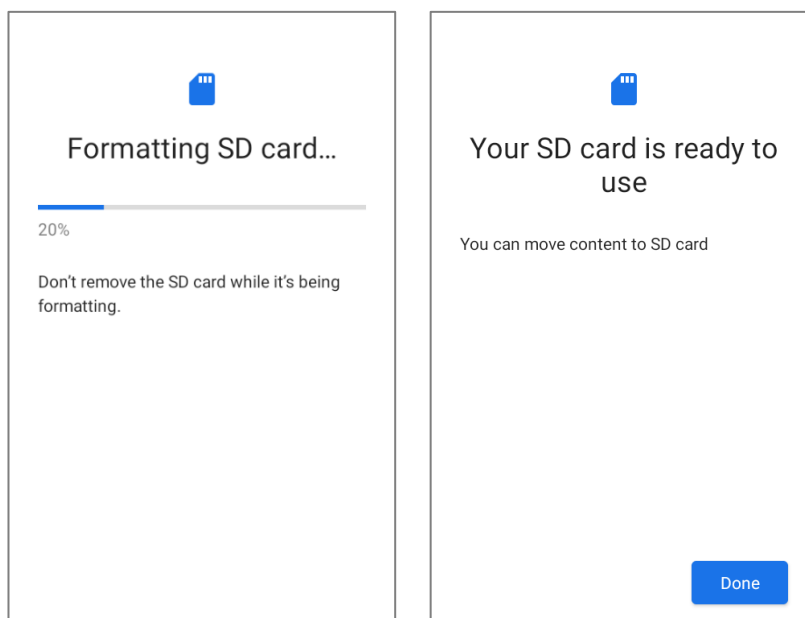 Formatting SD card…
20%
Don’t remove the SD card while it’s being
formatting.
Your SD card is ready to
use
You can move content to SD card
Done